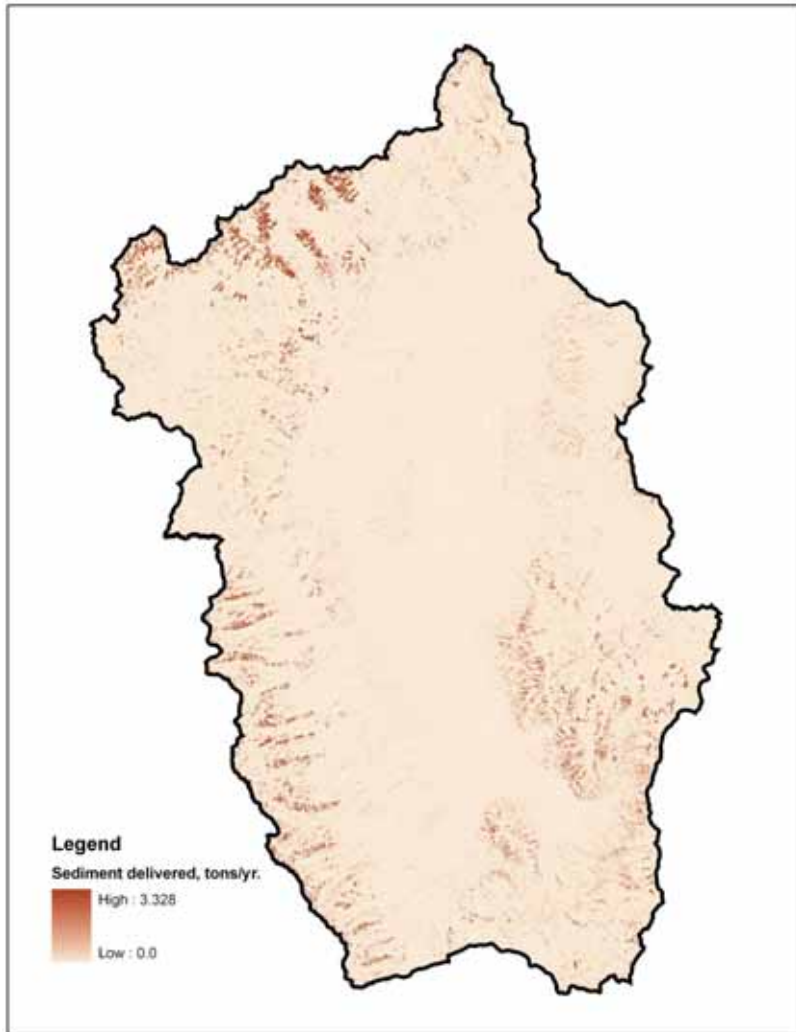 Legend
Sediment delivered, tons/yr.
High : 3.328
Low : 0.0